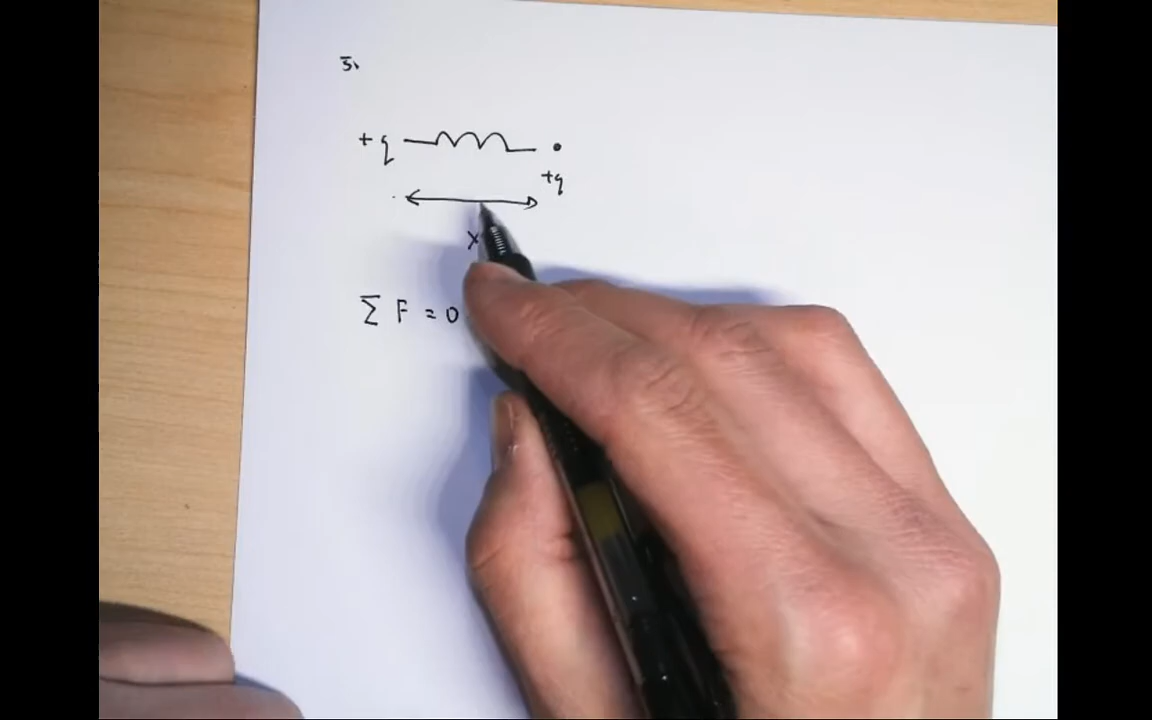 5.
+q +q
x
Σ F = 0